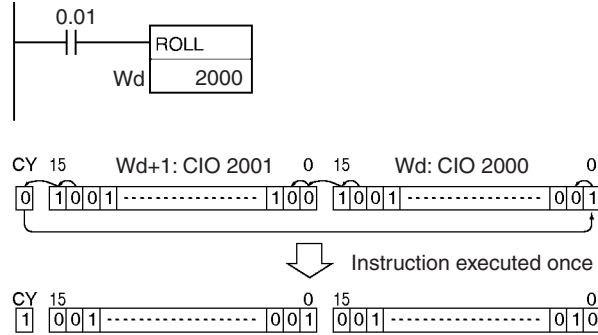 0.01
ROLL
Wd 2000
CY 15 Wd+1: CIO 2001 0 15 Wd: CIO 2000 0
0 1 0 0 1 1 0 0 1 0 0 1 0 0 1
Instruction executed once
CY 15 0 15 0
1 0 0 1 0 0 1 0 0 1 0 1 0